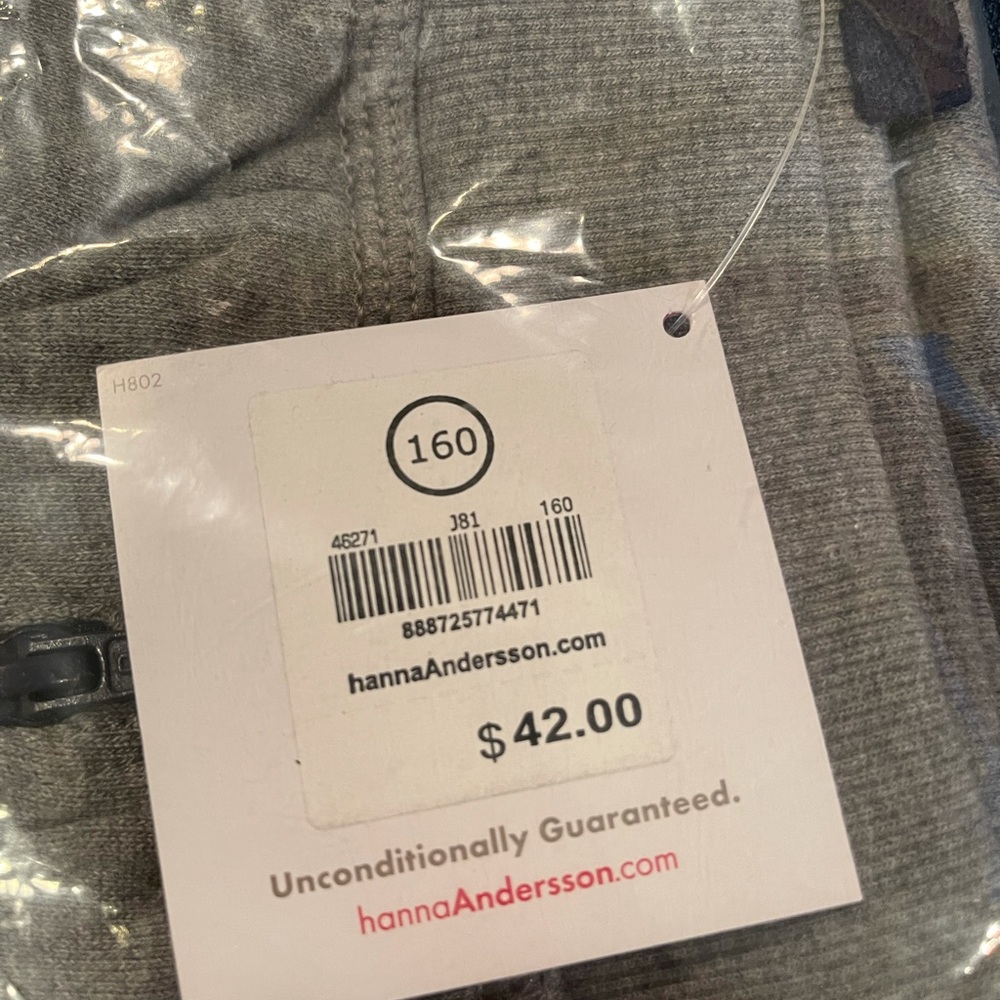 H802
160
46271 J81 160
888725774471
hannaAndersson.com
$42.00
Unconditionally Guaranteed.
hannaAndersson.com